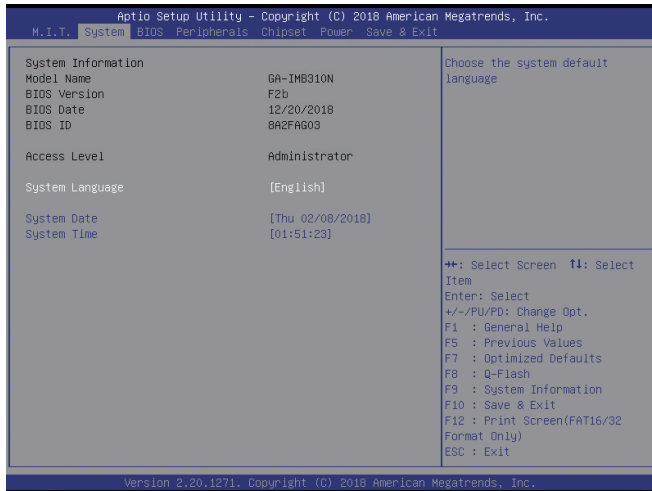 Aptio Setup Utility – Copyright (C) 2018 American Megatrends, Inc.
M.I.T. System BIOS Peripherals Chipset Power Save & Exit
System Information
Model Name GA-IMB310N
BIOS Version F2b
BIOS Date 12/20/2018
BIOS ID 8A2FAG03
Access Level Administrator
System Language [English]
System Date [Thu 02/08/2018]
System Time [01:51:23]
Choose the system default
language
→←: Select Screen ↑↓: Select
Item
Enter: Select
+/-/PU/PD: Change Opt.
F1 : General Help
F5 : Previous Values
F7 : Optimized Defaults
F8 : Q-Flash
F9 : System Information
F10 : Save & Exit
F12 : Print Screen(FAT16/32
Format Only)
ESC : Exit
Version 2.20.1271. Copyright (C) 2018 American Megatrends, Inc.